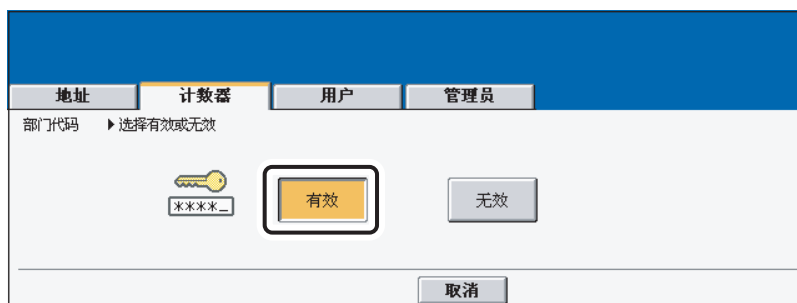 地址 计数器 用户 管理员
部门代码 ▶选择有效或无效
****_ 有效 无效
取消